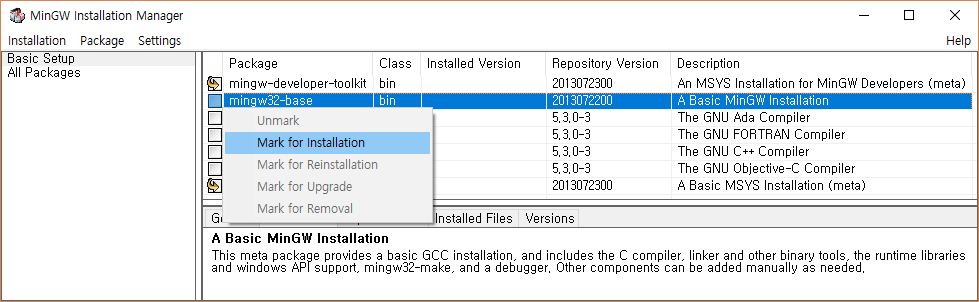 MinGW Installation Manager
Installation Package Settings Help
Basic Setup
All Packages
Package Class Installed Version Repository Version Description
mingw-developer-toolkit bin 2013072300 An MSYS Installation for MinGW Developers (meta)
mingw32-base bin 2013072200 A Basic MinGW Installation
5.3.0-3 The GNU Ada Compiler
5.3.0-3 The GNU FORTRAN Compiler
5.3.0-3 The GNU C++ Compiler
5.3.0-3 The GNU Objective-C Compiler
2013072300 A Basic MSYS Installation (meta)
Unmark
Mark for Installation
Mark for Reinstallation
Mark for Upgrade
Mark for Removal
Installed Files Versions
A Basic MinGW Installation
This meta package provides a basic GCC installation, and includes the C compiler, linker and other binary tools, the runtime libraries
and windows API support, mingw32-make, and a debugger. Other components can be added manually as needed.